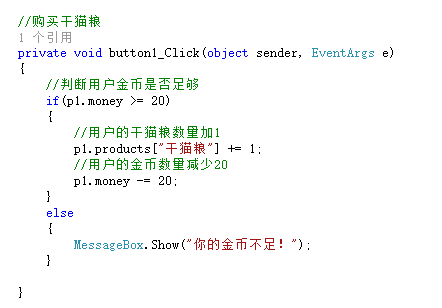 //购买干猫粮
1 个引用
private void button1_Click(object sender, EventArgs e)
{
    //判断用户金币是否足够
    if(p1.money >= 20)
    {
        //用户的干猫粮数量加1
        p1.products["干猫粮"] += 1;
        //用户的金币数量减少20
        p1.money -= 20;
    }
    else
    {
        MessageBox.Show("你的金币不足！");
    }
}